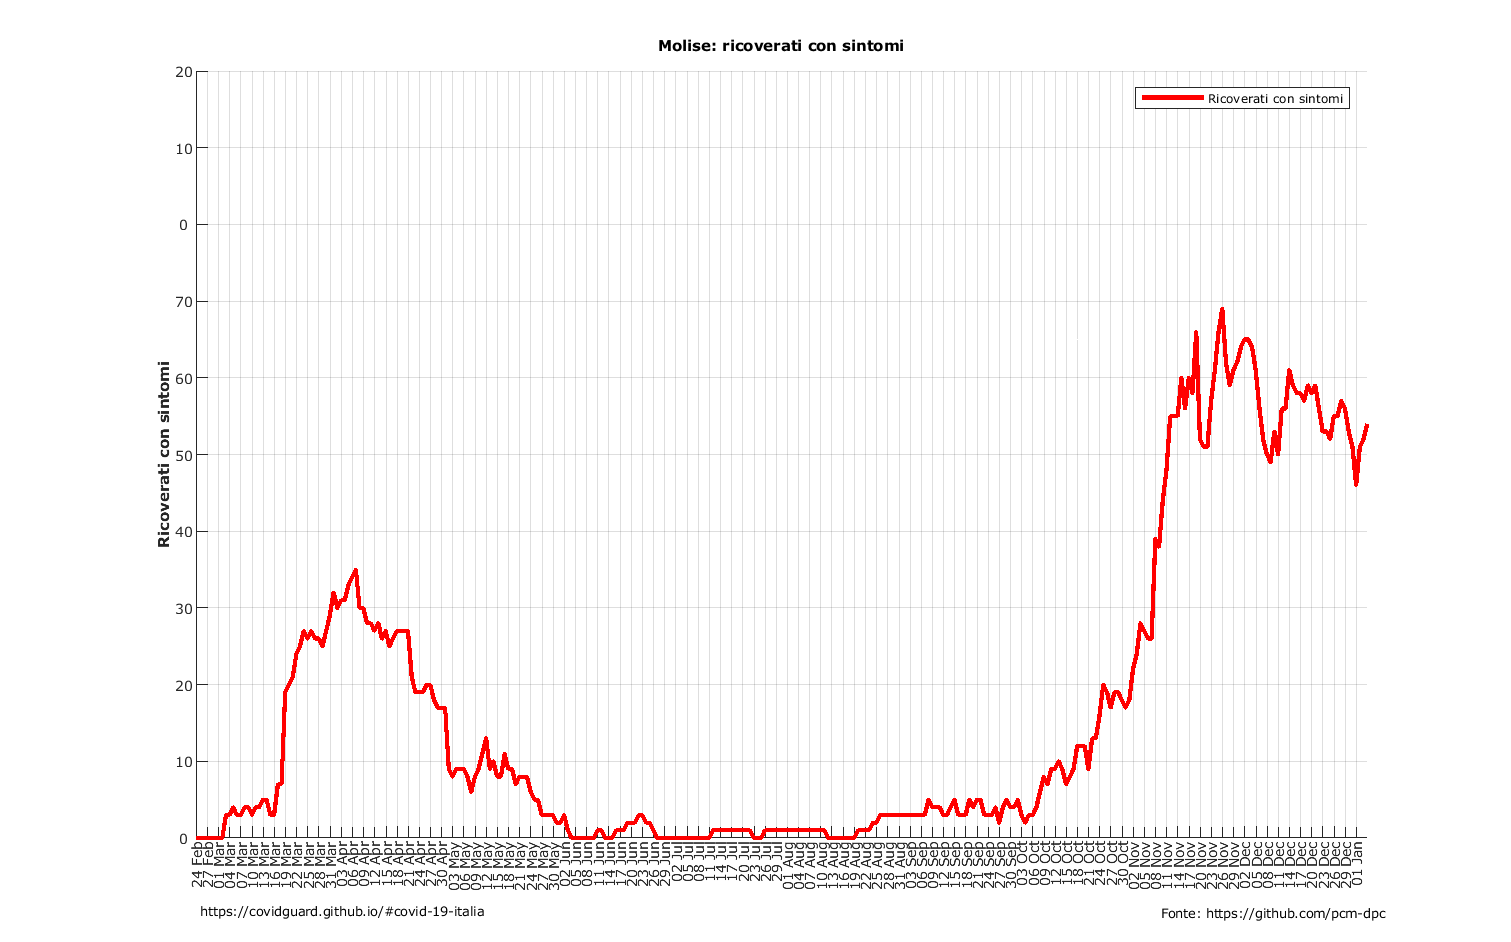 Molise: ricoverati con sintomi
Ricoverati con sintomi
20
10
0
70
60
50
40
30
20
10
0
Ricoverati con sintomi
24 Feb
27 Feb
01 Mar
04 Mar
07 Mar
10 Mar
13 Mar
16 Mar
19 Mar
22 Mar
25 Mar
28 Mar
31 Mar
03 Apr
06 Apr
09 Apr
12 Apr
15 Apr
18 Apr
21 Apr
24 Apr
27 Apr
30 Apr
03 May
06 May
09 May
12 May
15 May
18 May
21 May
24 May
27 May
30 May
02 Jun
05 Jun
08 Jun
11 Jun
14 Jun
17 Jun
20 Jun
23 Jun
26 Jun
29 Jun
02 Jul
05 Jul
08 Jul
11 Jul
14 Jul
17 Jul
20 Jul
23 Jul
26 Jul
29 Jul
01 Aug
04 Aug
07 Aug
10 Aug
13 Aug
16 Aug
19 Aug
22 Aug
25 Aug
28 Aug
31 Aug
03 Sep
06 Sep
09 Sep
12 Sep
15 Sep
18 Sep
21 Sep
24 Sep
27 Sep
30 Sep
03 Oct
06 Oct
09 Oct
12 Oct
15 Oct
18 Oct
21 Oct
24 Oct
27 Oct
30 Oct
02 Nov
05 Nov
08 Nov
11 Nov
14 Nov
17 Nov
20 Nov
23 Nov
26 Nov
29 Nov
02 Dec
05 Dec
08 Dec
11 Dec
14 Dec
17 Dec
20 Dec
23 Dec
26 Dec
29 Dec
01 Jan
https://covidguard.github.io/#covid-19-italia
Fonte: https://github.com/pcm-dpc